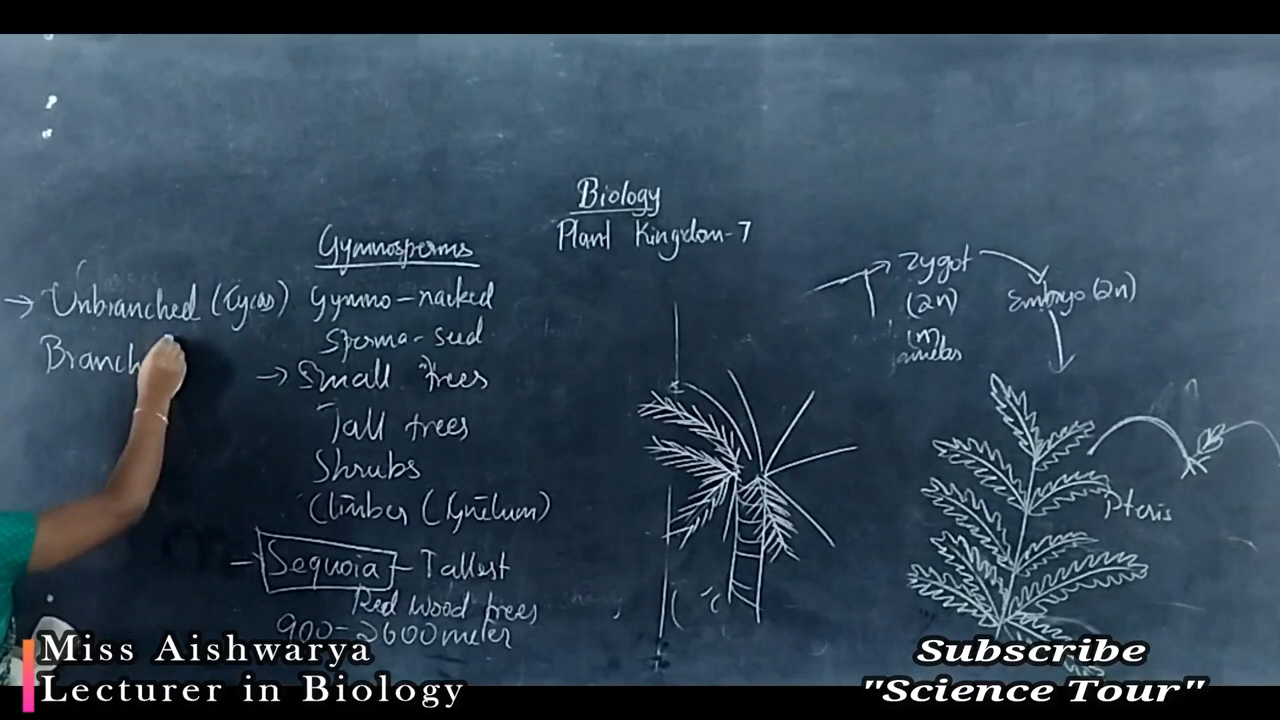 Biology
Plant Kingdom-7
Gymnosperms
→ Unbranched (Cycas)
Branch
Gymno - nacked
Sperma - seed
→ Small trees
Tall trees
Shrubs
Climber (Gnetum)
- Sequoia - Tallest
Red wood trees
900-2600 meter
Zygot
(2n)
(n)
Embryo (2n)
Pteris
Miss Aishwarya
Lecturer in Biology
Subscribe
"Science Tour"